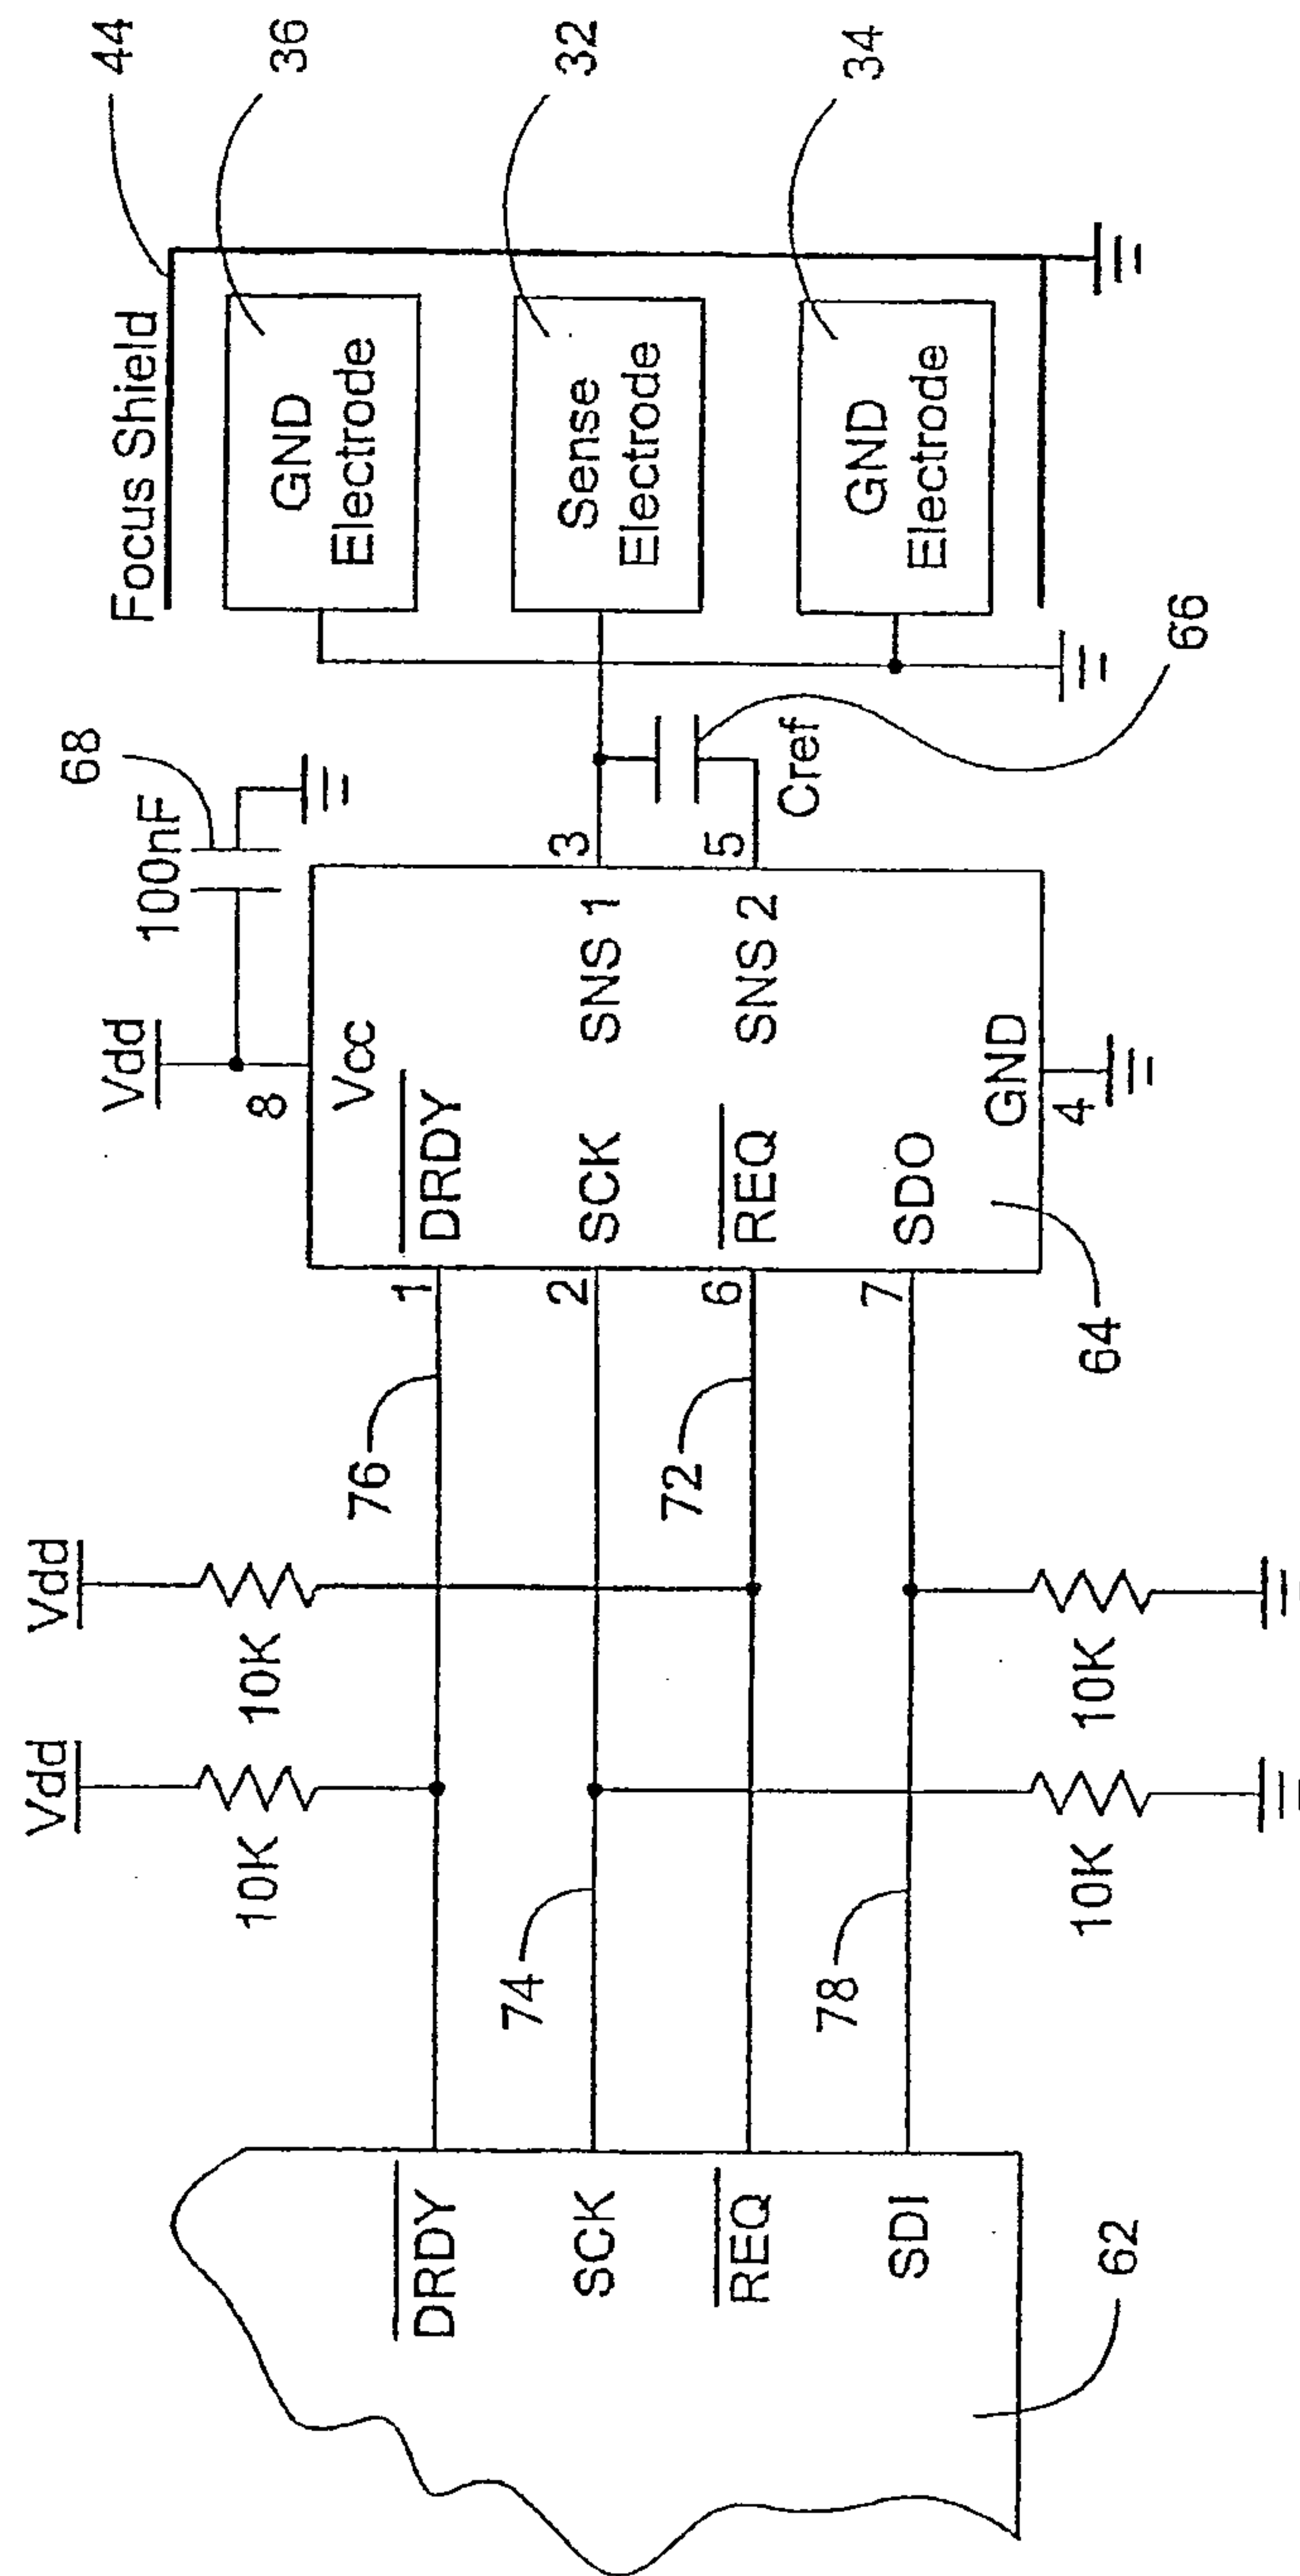 Vdd
Vdd
10K
10K
Vdd
8
68
100nF
Focus Shield
44
36
GND
Electrode
32
Sense
Electrode
34
GND
Electrode
66
Cref
3
5
Vcc
DRDY
SCK
REQ
SDO
SNS 1
SNS 2
GND
4
64
1
2
6
7
76
72
74
78
10K
10K
DRDY
SCK
REQ
SDI
62